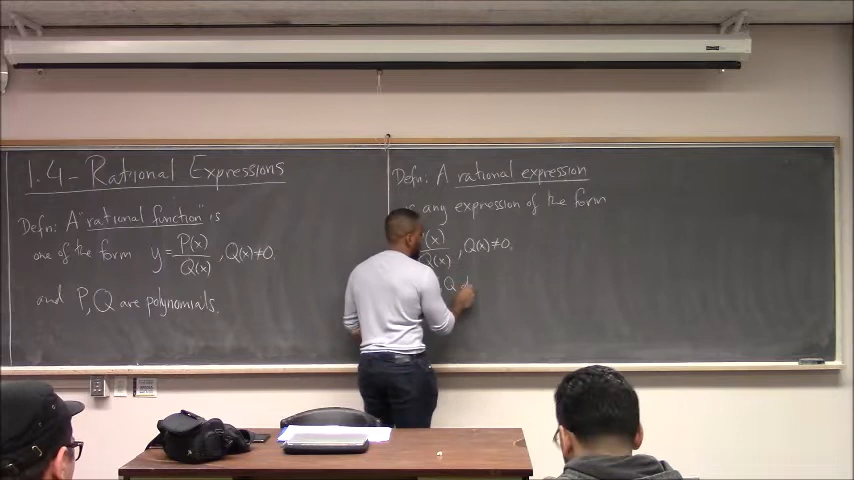 1.4 - Rational Expressions
Defn: A "rational function" is
one of the form y = P(x)/Q(x), Q(x)≠0.
and P, Q are polynomials.
Defn: A rational expression
any expression of the form
(x)/Q(x), Q(x)≠0.
Q